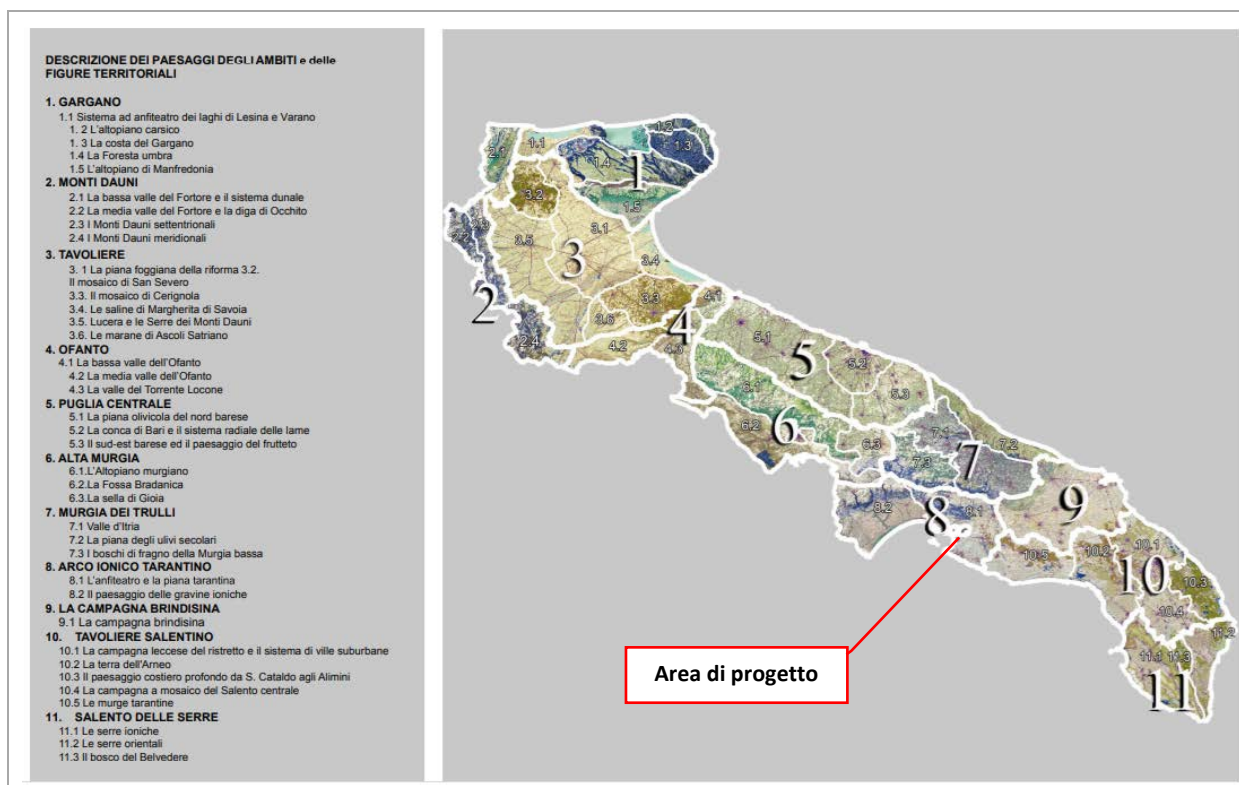 DESCRIZIONE DEI PAESAGGI DEGLI AMBITI e delle
FIGURE TERRITORIALI
1. GARGANO
1.1 Sistema ad anfiteatro dei laghi di Lesina e Varano
1. 2 L'altopiano carsico
1. 3 La costa del Gargano
1.4 La Foresta umbra
1.5 L'altopiano di Manfredonia
2. MONTI DAUNI
2.1 La bassa valle del Fortore e il sistema dunale
2.2 La media valle del Fortore e la diga di Occhito
2.3 I Monti Dauni settentrionali
2.4 I Monti Dauni meridionali
3. TAVOLIERE
3. 1 La piana foggiana della riforma 3.2.
Il mosaico di San Severo
3.3. Il mosaico di Cerignola
3.4. Le saline di Margherita di Savoia
3.5. Lucera e le Serre dei Monti Dauni
3.6. Le marane di Ascoli Satriano
4. OFANTO
4.1 La bassa valle dell'Ofanto
4.2 La media valle dell'Ofanto
4.3 La valle del Torrente Locone
5. PUGLIA CENTRALE
5.1 La piana olivicola del nord barese
5.2 La conca di Bari e il sistema radiale delle lame
5.3 Il sud-est barese ed il paesaggio del frutteto
6. ALTA MURGIA
6.1.L'Altopiano murgiano
6.2.La Fossa Bradanica
6.3.La sella di Gioia
7. MURGIA DEI TRULLI
7.1 Valle d'Itria
7.2 La piana degli ulivi secolari
7.3 I boschi di fragno della Murgia bassa
8. ARCO IONICO TARANTINO
8.1 L'anfiteatro e la piana tarantina
8.2 Il paesaggio delle gravine ioniche
9. LA CAMPAGNA BRINDISINA
9.1 La campagna brindisina
10. TAVOLIERE SALENTINO
10.1 La campagna leccese del ristretto e il sistema di ville suburbane
10.2 La terra dell'Arneo
10.3 Il paesaggio costiero profondo da S. Cataldo agli Alimini
10.4 La campagna a mosaico del Salento centrale
10.5 Le murge tarantine
11. SALENTO DELLE SERRE
11.1 Le serre ioniche
11.2 Le serre orientali
11.3 Il bosco del Belvedere
1.2
2.1
1.1
1.3
1.4
1
1.5
3.2
2.3
2.2
3.1
3.5
3
3.4
2
3.3
4.1
3.6
4
2.4
4.2
4.3
5.1
5
5.2
5.3
6.1
6.2
6
6.3
7.1
7.2
7.3
7
8.2
8
8.1
9
10.5
10.2
10.1
10
10.3
10.4
11.2
11.1
11.3
11
Area di progetto